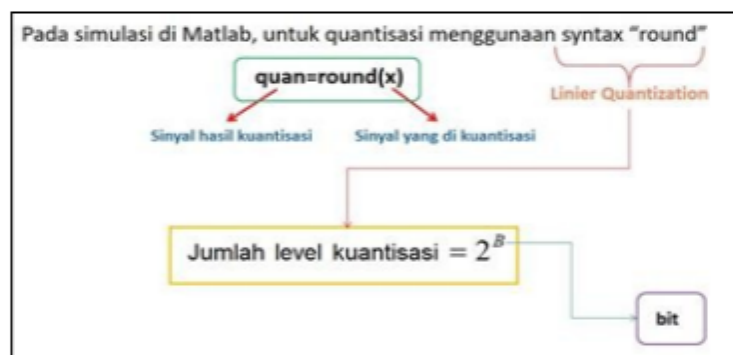 Pada simulasi di Matlab, untuk quantisasi menggunaan syntax “round”
quan=round(x)
Linier Quantization
Sinyal hasil kuantisasi
Sinyal yang di kuantisasi
Jumlah level kuantisasi = 2^B
bit